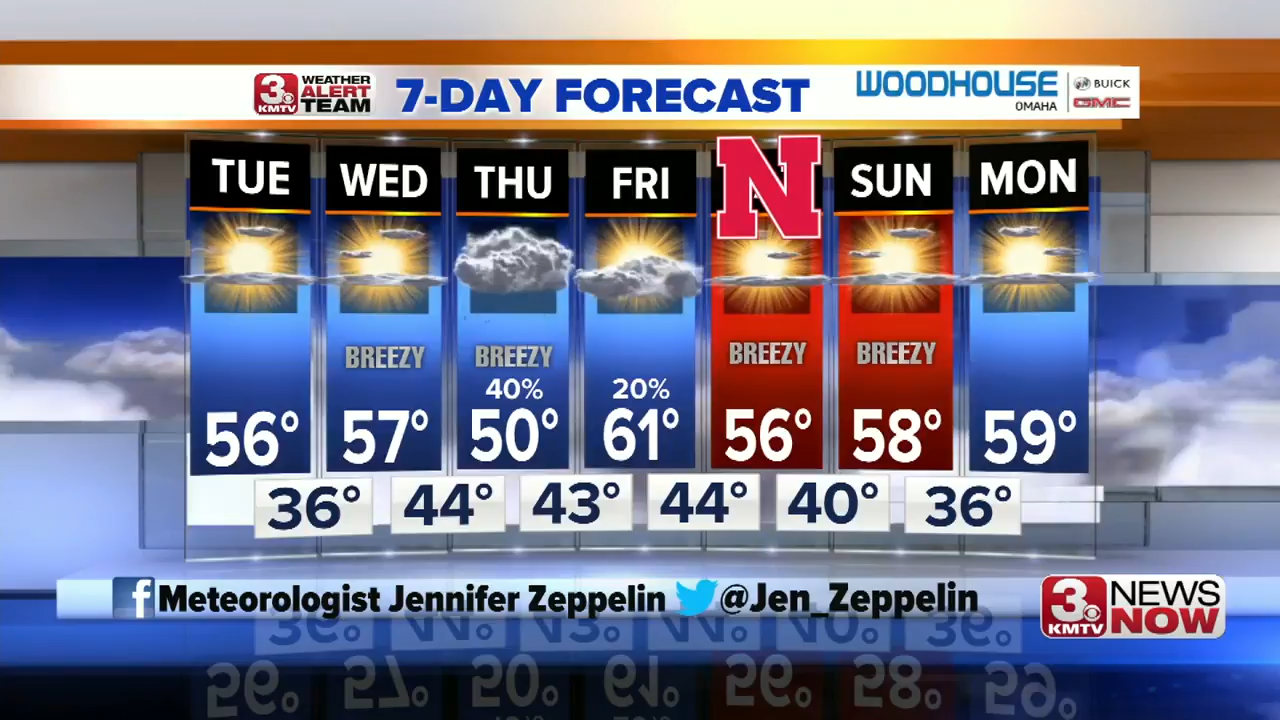 3 KMTV WEATHER ALERT TEAM
7-DAY FORECAST
WOODHOUSE OMAHA BUICK GMC
TUE WED THU FRI N SUN MON
BREEZY BREEZY BREEZY BREEZY
40% 20%
56° 57° 50° 61° 56° 58° 59°
36° 44° 43° 44° 40° 36°
f Meteorologist Jennifer Zeppelin @Jen_Zeppelin
3 KMTV NEWS NOW